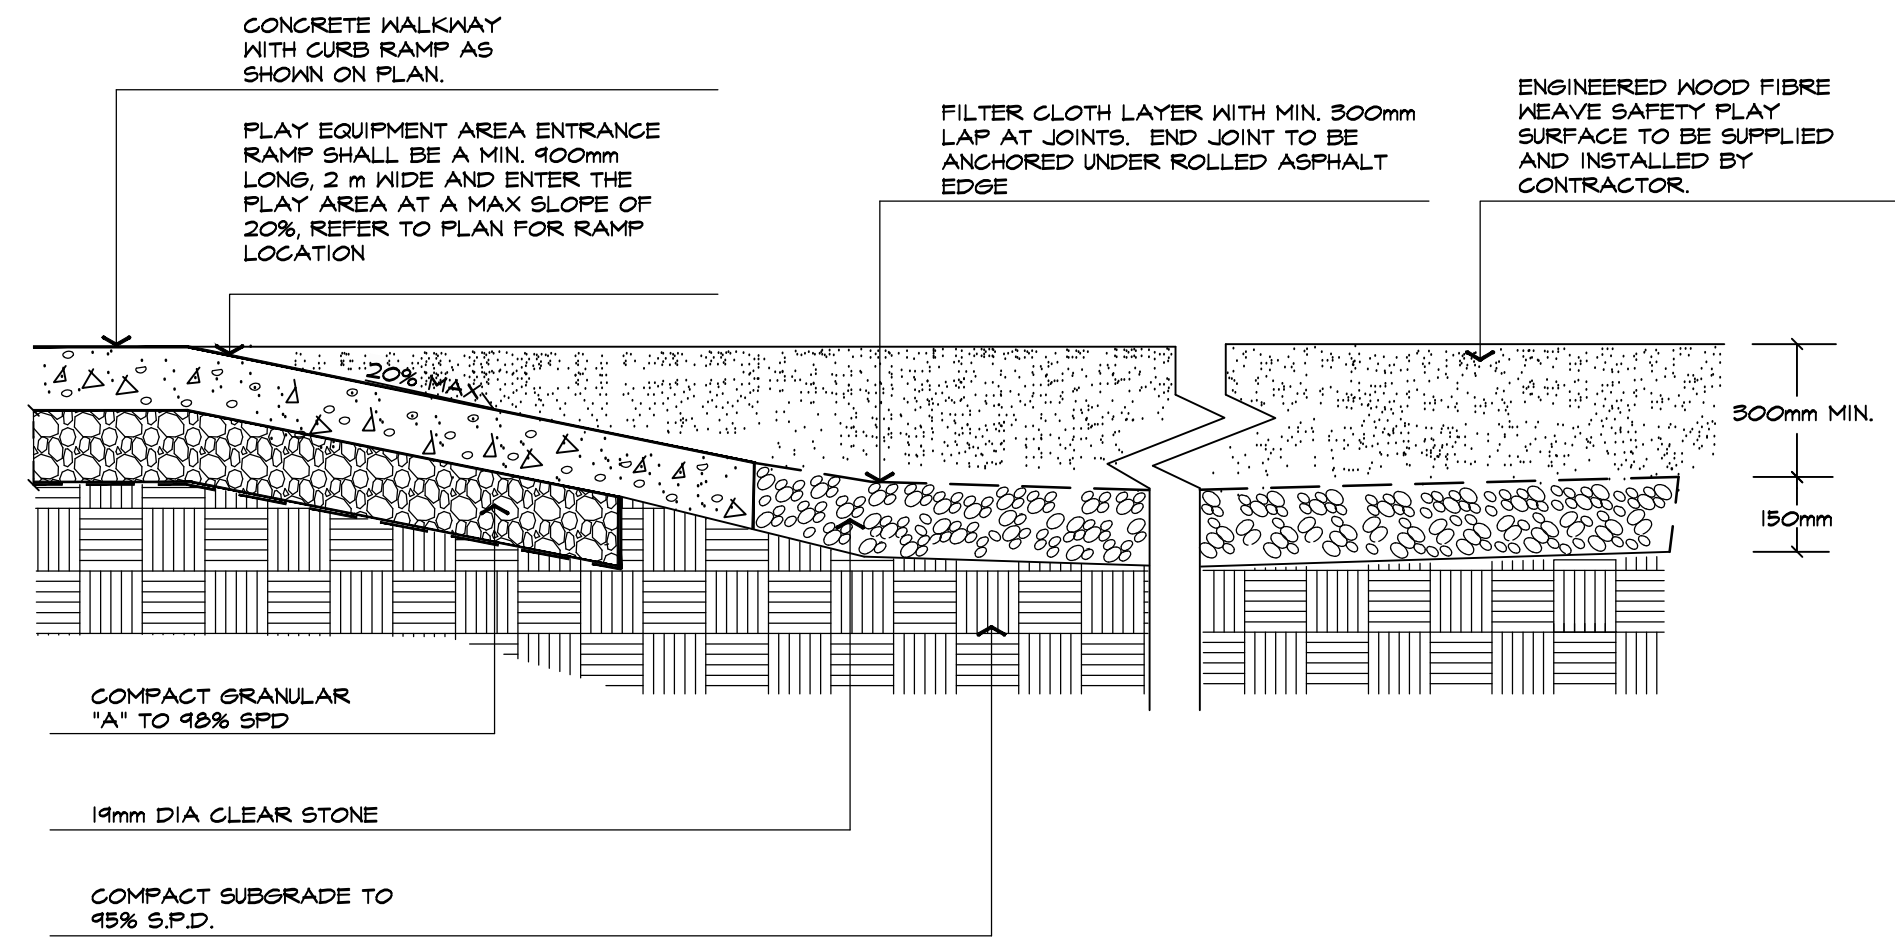 CONCRETE WALKWAY
WITH CURB RAMP AS
SHOWN ON PLAN.
PLAY EQUIPMENT AREA ENTRANCE
RAMP SHALL BE A MIN. 900mm
LONG, 2 m WIDE AND ENTER THE
PLAY AREA AT A MAX SLOPE OF
20%, REFER TO PLAN FOR RAMP
LOCATION
FILTER CLOTH LAYER WITH MIN. 300mm
LAP AT JOINTS. END JOINT TO BE
ANCHORED UNDER ROLLED ASPHALT
EDGE
ENGINEERED WOOD FIBRE
WEAVE SAFETY PLAY
SURFACE TO BE SUPPLIED
AND INSTALLED BY
CONTRACTOR.
20% MAX.
300mm MIN.
150mm
COMPACT GRANULAR
"A" TO 98% SPD
19mm DIA CLEAR STONE
COMPACT SUBGRADE TO
95% S.P.D.